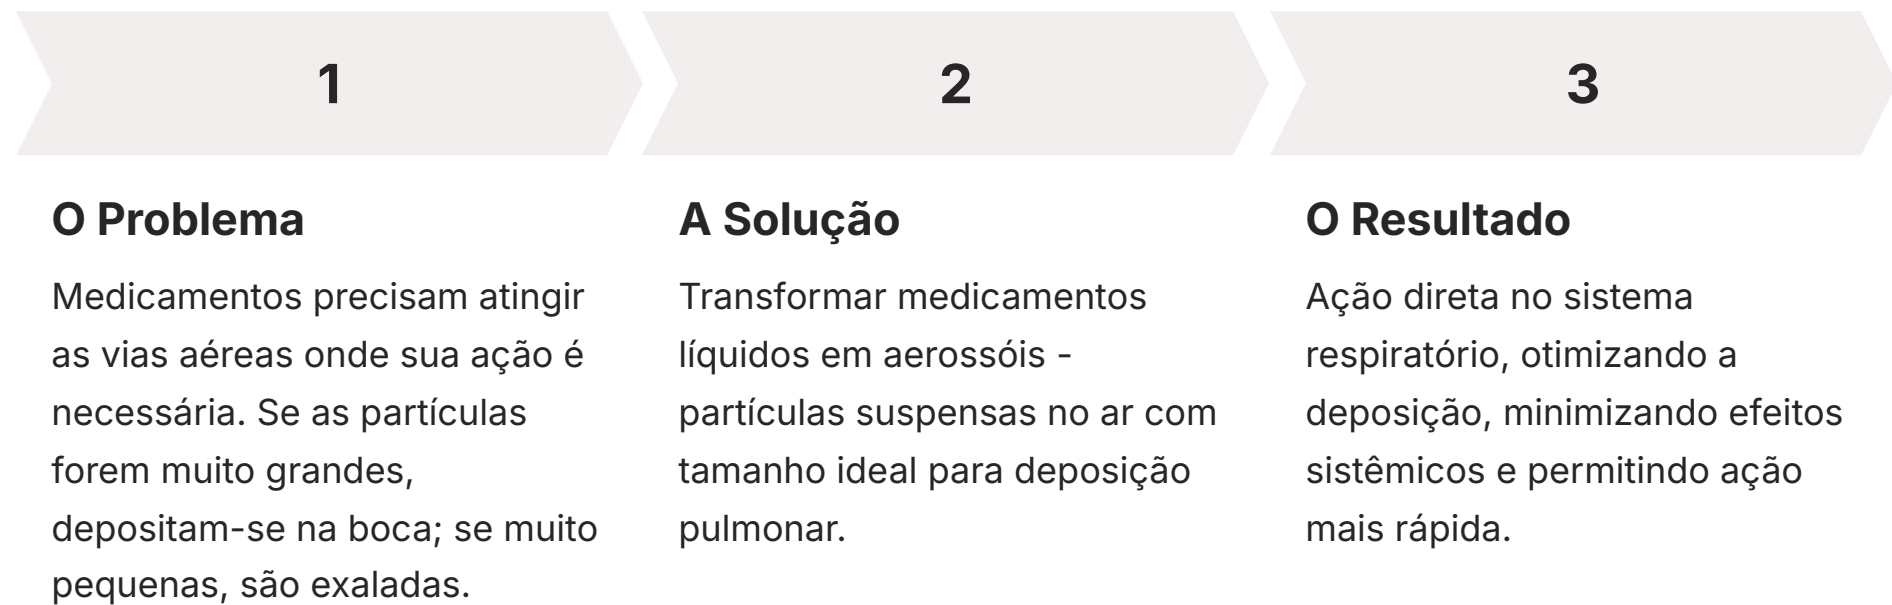 1
2
3
O Problema
Medicamentos precisam atingir
as vias aéreas onde sua ação é
necessária. Se as partículas
forem muito grandes,
depositam-se na boca; se muito
pequenas, são exaladas.
A Solução
Transformar medicamentos
líquidos em aerossóis -
partículas suspensas no ar com
tamanho ideal para deposição
pulmonar.
O Resultado
Ação direta no sistema
respiratório, otimizando a
deposição, minimizando efeitos
sistêmicos e permitindo ação
mais rápida.